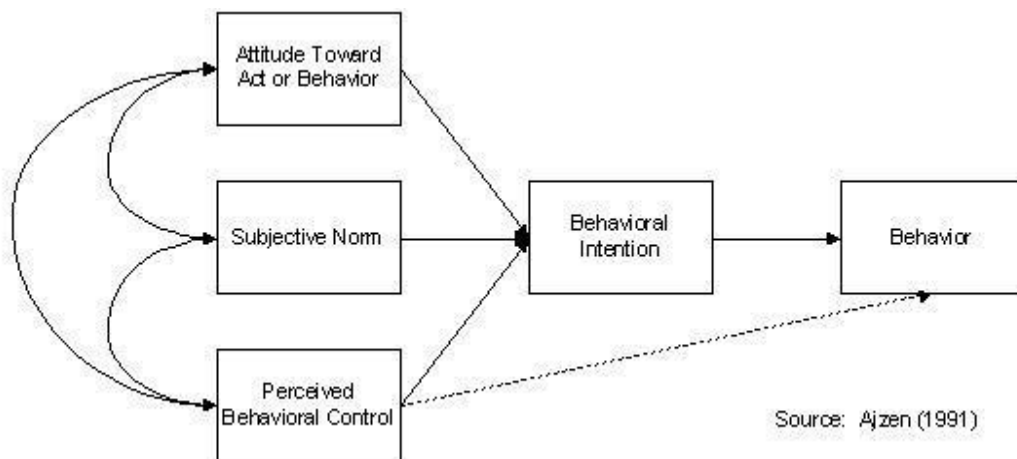 Attitude Toward
Act or Behavior
Subjective Norm
Behavioral
Intention
Behavior
Perceived
Behavioral Control
Source: Ajzen (1991)